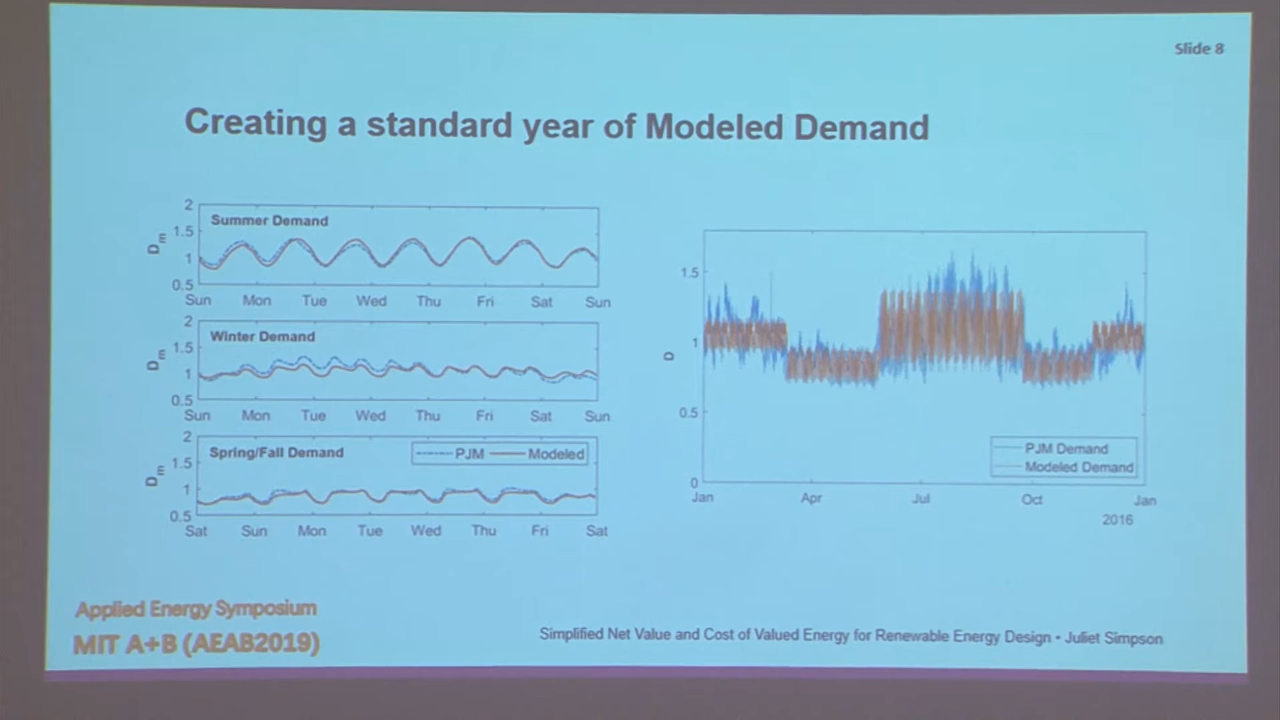 Slide 8
Creating a standard year of Modeled Demand
2
1.5
1
0.5
D_m
Summer Demand
Sun Mon Tue Wed Thu Fri Sat Sun
2
1.5
1
0.5
D_m
Winter Demand
Sun Mon Tue Wed Thu Fri Sat Sun
2
1.5
1
0.5
D_m
Spring/Fall Demand
PJM Modeled
Sat Sun Mon Tue Wed Thu Fri Sat
1.5
1
0.5
0
D
PJM Demand
Modeled Demand
Jan Apr Jul Oct Jan
2016
Applied Energy Symposium
MIT A+B (AEAB2019)
Simplified Net Value and Cost of Valued Energy for Renewable Energy Design • Juliet Simpson